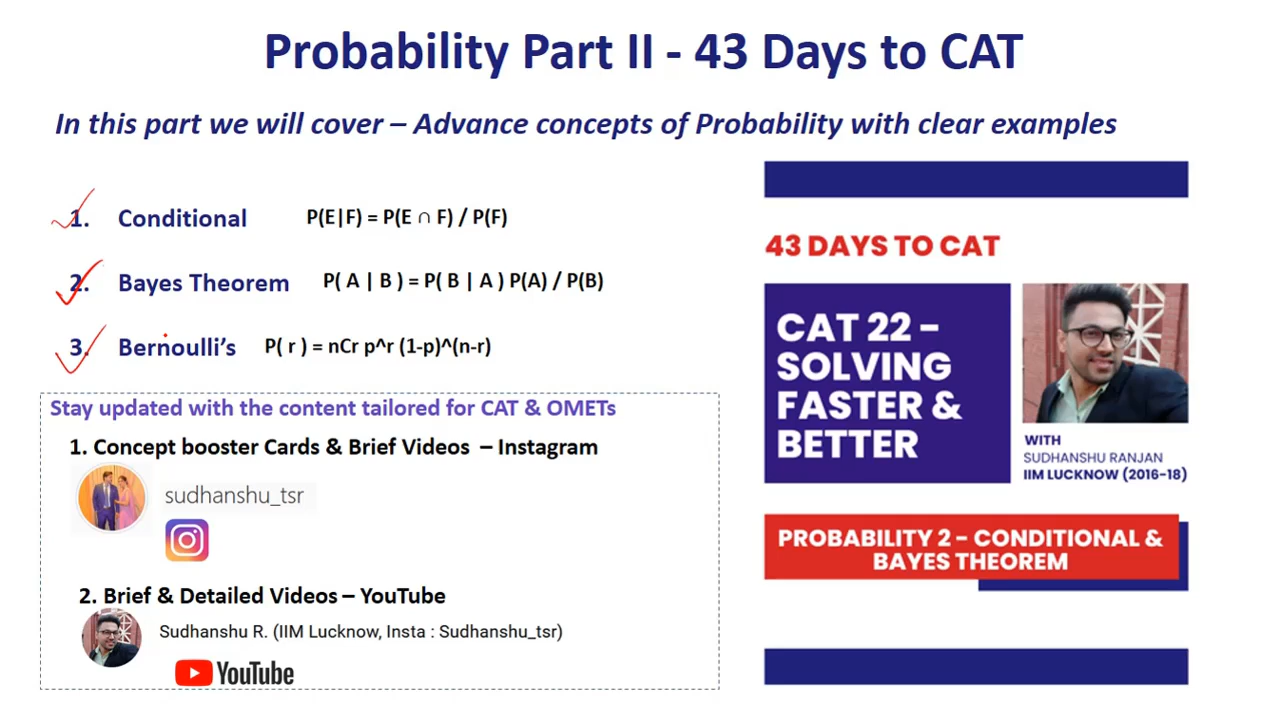 Probability Part II - 43 Days to CAT
In this part we will cover – Advance concepts of Probability with clear examples
1. Conditional P(E|F) = P(E ∩ F) / P(F)
2. Bayes Theorem P( A | B ) = P( B | A ) P(A) / P(B)
3. Bernoulli’s P( r ) = nCr p^r (1-p)^(n-r)
Stay updated with the content tailored for CAT & OMETs
1. Concept booster Cards & Brief Videos – Instagram
sudhanshu_tsr
2. Brief & Detailed Videos – YouTube
Sudhanshu R. (IIM Lucknow, Insta : Sudhanshu_tsr)
YouTube
43 DAYS TO CAT
CAT 22 -
SOLVING
FASTER &
BETTER
WITH
SUDHANSHU RANJAN
IIM LUCKNOW (2016-18)
PROBABILITY 2 - CONDITIONAL &
BAYES THEOREM